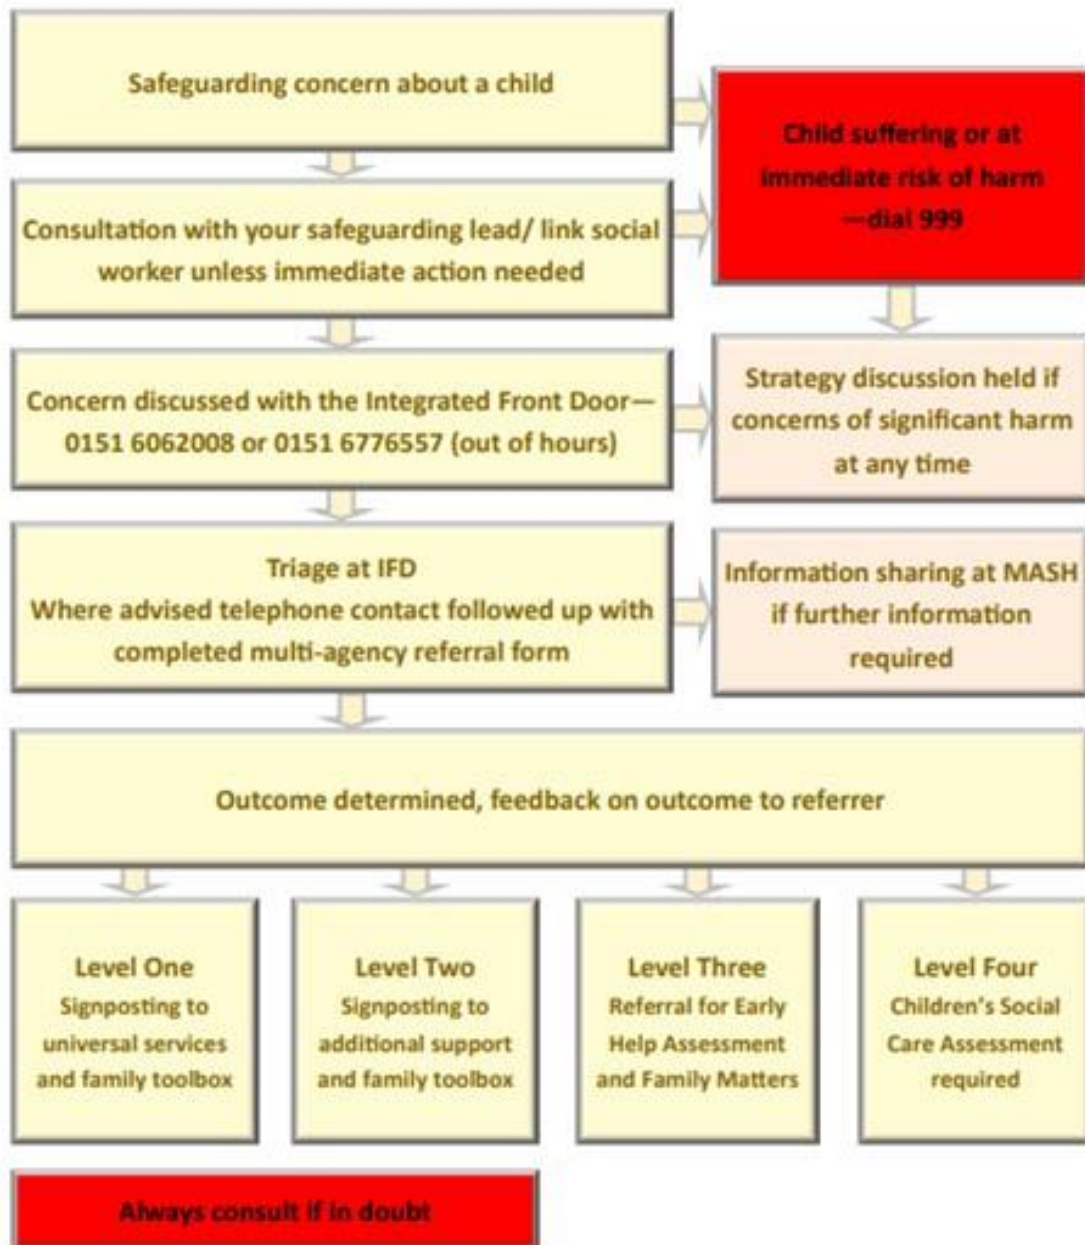 Safeguarding concern about a child
Child suffering or at
immediate risk of harm
—dial 999
Consultation with your safeguarding lead/ link social
worker unless immediate action needed
Concern discussed with the Integrated Front Door—
0151 6062008 or 0151 6776557 (out of hours)
Strategy discussion held if
concerns of significant harm
at any time
Triage at IFD
Where advised telephone contact followed up with
completed multi-agency referral form
Information sharing at MASH
if further information
required
Outcome determined, feedback on outcome to referrer
Level One
Signposting to
universal services
and family toolbox
Level Two
Signposting to
additional support
and family toolbox
Level Three
Referral for Early
Help Assessment
and Family Matters
Level Four
Children's Social
Care Assessment
required
Always consult if in doubt